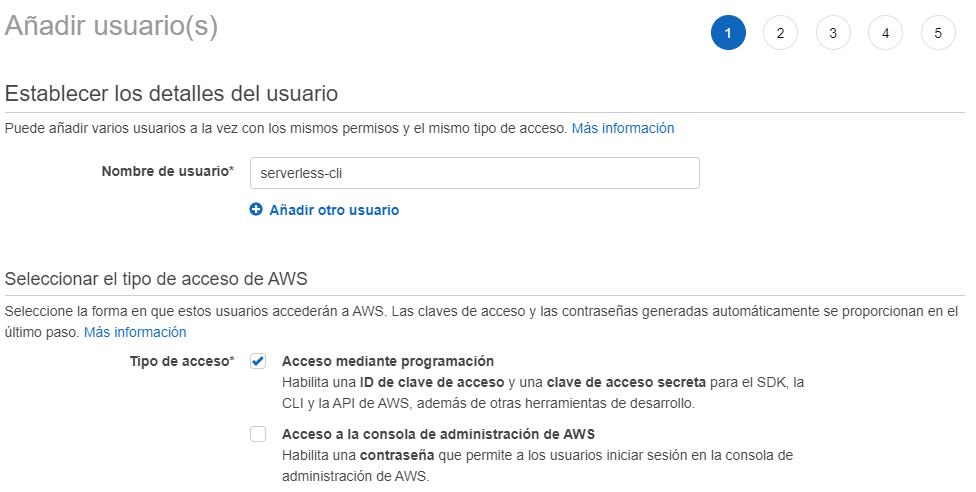 Añadir usuario(s)
1 2 3 4 5
Establecer los detalles del usuario
Puede añadir varios usuarios a la vez con los mismos permisos y el mismo tipo de acceso. Más información
Nombre de usuario* serverless-cli
Añadir otro usuario
Seleccionar el tipo de acceso de AWS
Seleccione la forma en que estos usuarios accederán a AWS. Las claves de acceso y las contraseñas generadas automáticamente se proporcionan en el
último paso. Más información
Tipo de acceso* Acceso mediante programación
Habilita una ID de clave de acceso y una clave de acceso secreta para el SDK, la
CLI y la API de AWS, además de otras herramientas de desarrollo.
Acceso a la consola de administración de AWS
Habilita una contraseña que permite a los usuarios iniciar sesión en la consola de
administración de AWS.